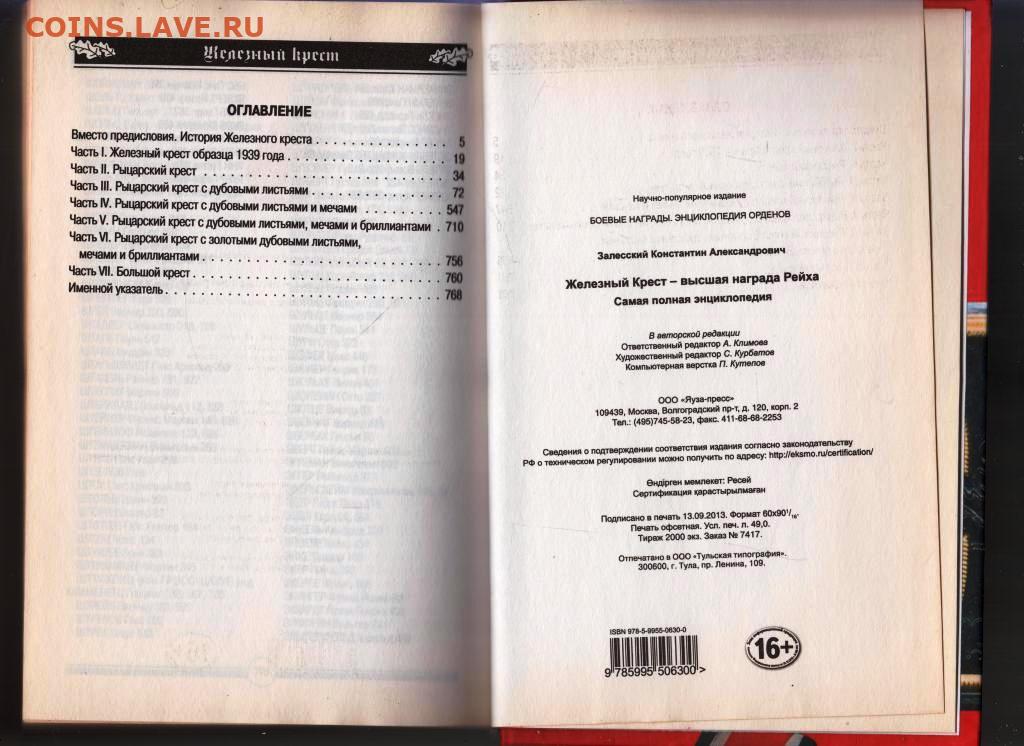 COINS.LAVE.RU
Железный крест
ОГЛАВЛЕНИЕ
Вместо предисловия. История Железного креста . . . . . . . . . . . . . . . . 5
Часть I. Железный крест образца 1939 года . . . . . . . . . . . . . . . . . . . 19
Часть II. Рыцарский крест . . . . . . . . . . . . . . . . . . . . . . . . . . . . . . 34
Часть III. Рыцарский крест с дубовыми листьями . . . . . . . . . . . . . . . . 72
Часть IV. Рыцарский крест с дубовыми листьями и мечами . . . . . . . . . . 547
Часть V. Рыцарский крест с дубовыми листьями, мечами и бриллиантами . 710
Часть VI. Рыцарский крест с золотыми дубовыми листьями,
мечами и бриллиантами . . . . . . . . . . . . . . . . . . . . . . . . . . . . . 756
Часть VII. Большой крест . . . . . . . . . . . . . . . . . . . . . . . . . . . . . 760
Именной указатель . . . . . . . . . . . . . . . . . . . . . . . . . . . . . . . . . 768
Научно-популярное издание
БОЕВЫЕ НАГРАДЫ. ЭНЦИКЛОПЕДИЯ ОРДЕНОВ
Залесский Константин Александрович
Железный Крест – высшая награда Рейха
Самая полная энциклопедия
В авторской редакции
Ответственный редактор А. Климова
Художественный редактор С. Курбатов
Компьютерная верстка П. Кутепов
ООО «Яуза-пресс»
109439, Москва, Волгоградский пр-т, д. 120, корп. 2
Тел.: (495)745-58-23, факс. 411-68-68-2253
Сведения о подтверждении соответствия издания согласно законодательству
РФ о техническом регулировании можно получить по адресу: http://eksmo.ru/certification/
Өндірген мемлекет: Ресей
Сертификация қарастырылмаған
Подписано в печать 13.09.2013. Формат 60x90 1/16.
Печать офсетная. Усл. печ. л. 49,0.
Тираж 2000 экз. Заказ № 7417.
Отпечатано в ООО «Тульская типография».
300600, г. Тула, пр. Ленина, 109.
ISBN 978-5-9955-0630-0
9 785995 506300>
16+